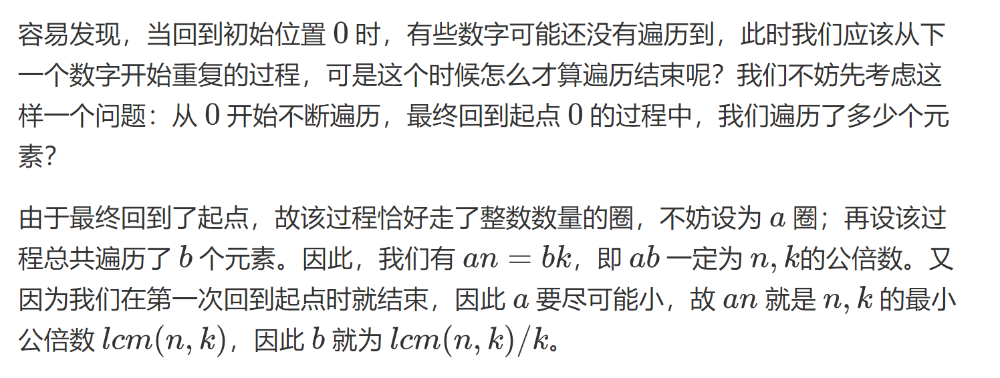 容易发现，当回到初始位置 0 时，有些数字可能还没有遍历到，此时我们应该从下
一个数字开始重复的过程，可是这个时候怎么才算遍历结束呢？我们不妨先考虑这
样一个问题：从 0 开始不断遍历，最终回到起点 0 的过程中，我们遍历了多少个元
素？
由于最终回到了起点，故该过程恰好走了整数数量的圈，不妨设为 a 圈；再设该过
程总共遍历了 b 个元素。因此，我们有 an = bk，即 ab 一定为 n, k的公倍数。又
因为我们在第一次回到起点时就结束，因此 a 要尽可能小，故 an 就是 n, k 的最小
公倍数 lcm(n, k)，因此 b 就为 lcm(n, k)/k。